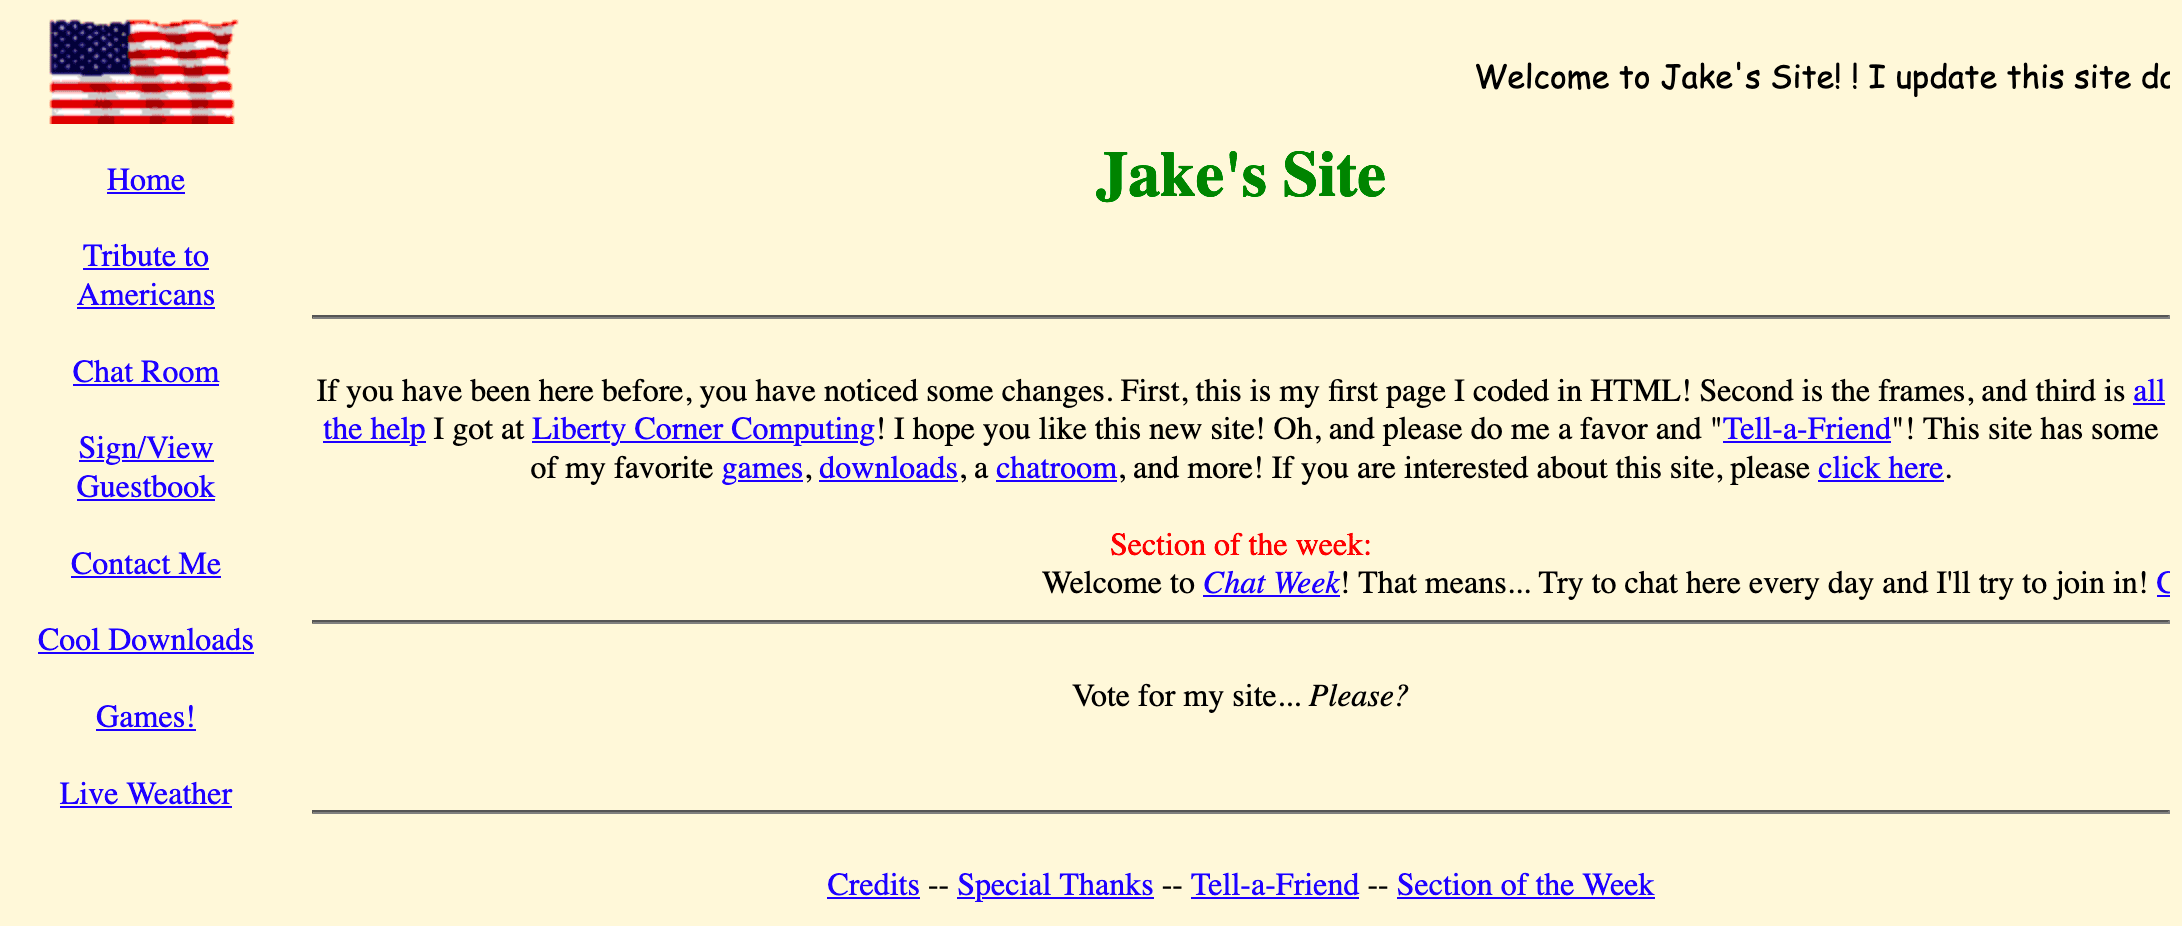 Home
Tribute to
Americans
Chat Room
Sign/View
Guestbook
Contact Me
Cool Downloads
Games!
Live Weather
Welcome to Jake's Site! ! I update this site
Jake's Site
If you have been here before, you have noticed some changes. First, this is my first page I coded in HTML! Second is the frames, and third is all
the help I got at Liberty Corner Computing! I hope you like this new site! Oh, and please do me a favor and "Tell-a-Friend"! This site has some
of my favorite games, downloads, a chatroom, and more! If you are interested about this site, please click here.
Section of the week:
Welcome to Chat Week! That means... Try to chat here every day and I'll try to join in!
Vote for my site... Please?
Credits -- Special Thanks -- Tell-a-Friend -- Section of the Week